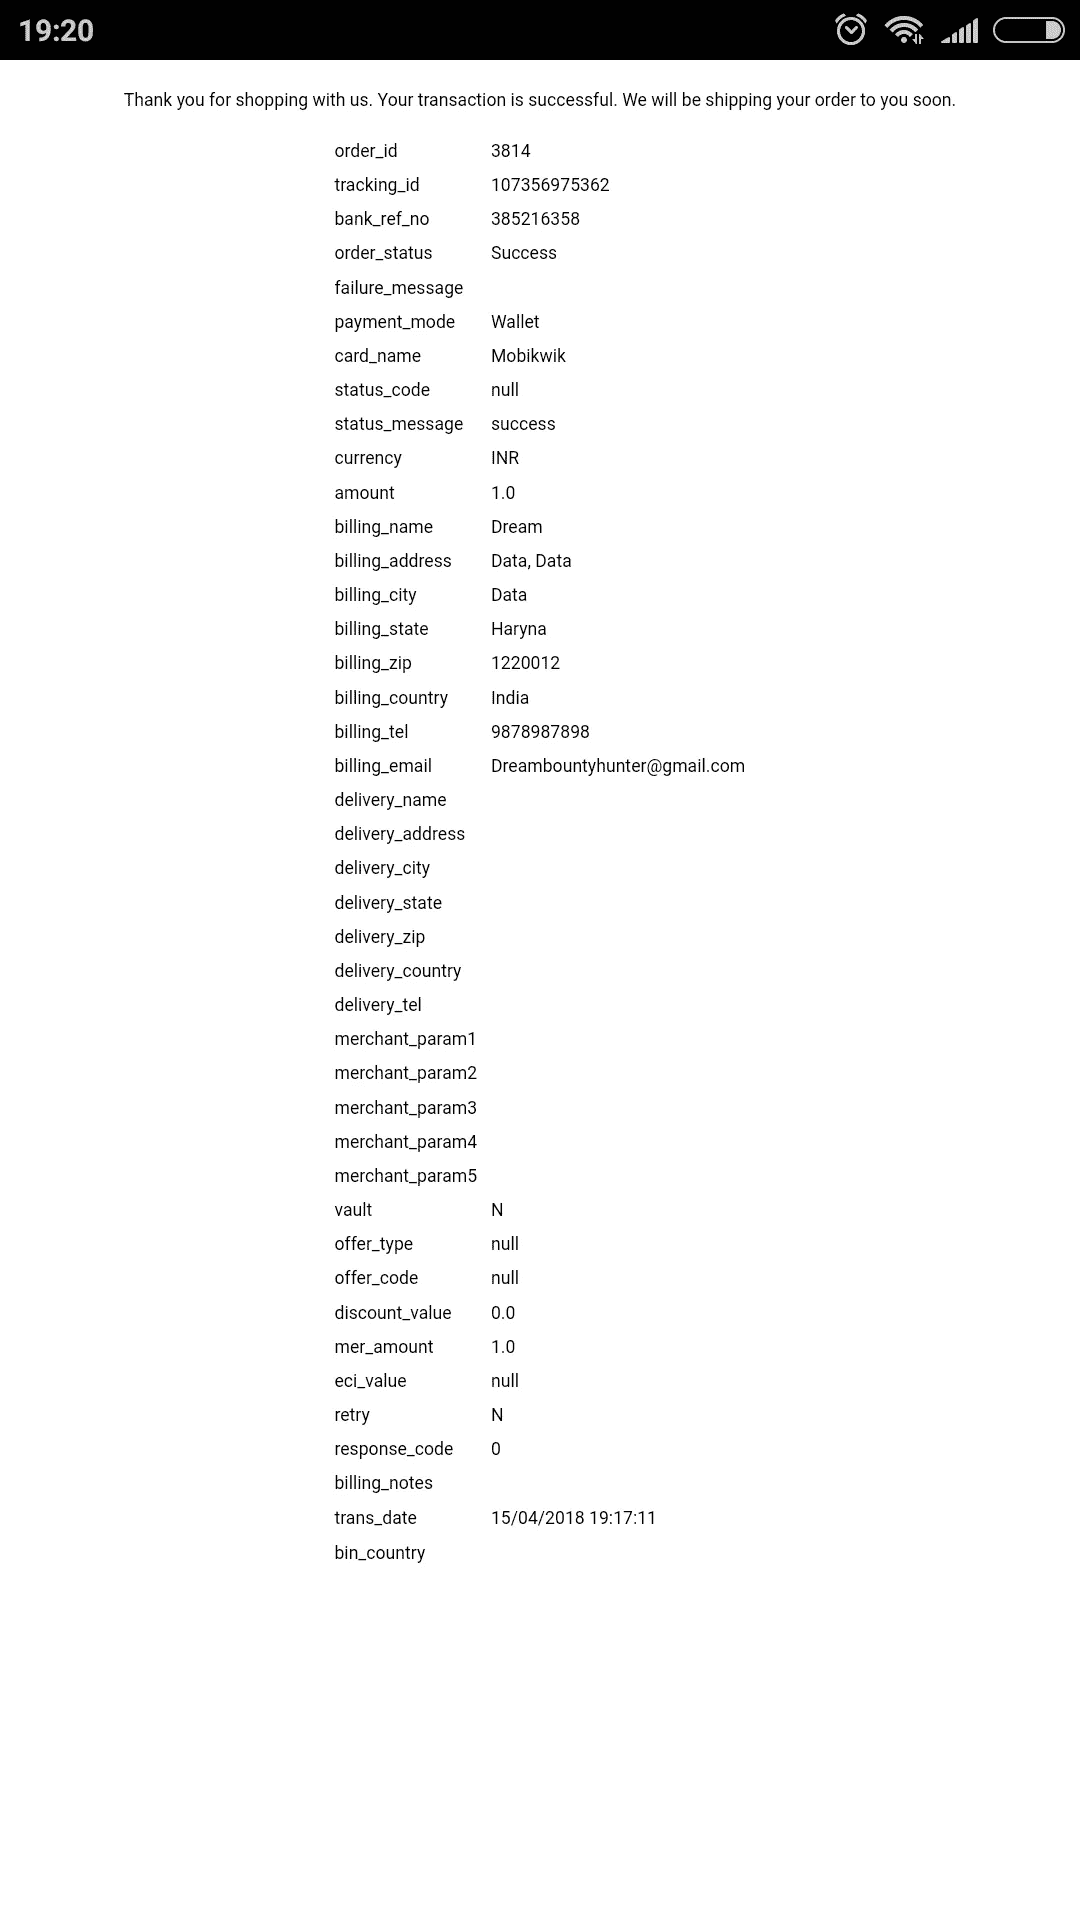 19:20
Thank you for shopping with us. Your transaction is successful. We will be shipping your order to you soon.
order_id 3814
tracking_id 107356975362
bank_ref_no 385216358
order_status Success
failure_message
payment_mode Wallet
card_name Mobikwik
status_code null
status_message success
currency INR
amount 1.0
billing_name Dream
billing_address Data, Data
billing_city Data
billing_state Haryna
billing_zip 1220012
billing_country India
billing_tel 9878987898
billing_email Dreambountyhunter@gmail.com
delivery_name
delivery_address
delivery_city
delivery_state
delivery_zip
delivery_country
delivery_tel
merchant_param1
merchant_param2
merchant_param3
merchant_param4
merchant_param5
vault N
offer_type null
offer_code null
discount_value 0.0
mer_amount 1.0
eci_value null
retry N
response_code 0
billing_notes
trans_date 15/04/2018 19:17:11
bin_country